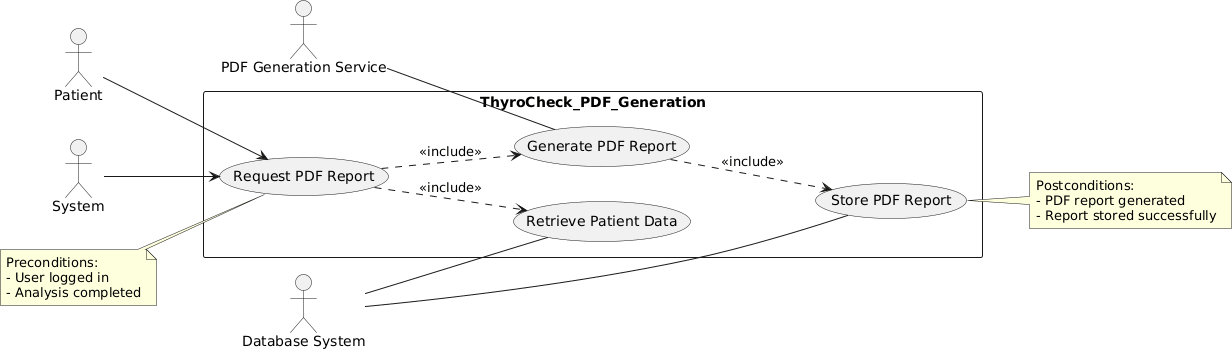 PDF Generation Service
Patient
ThyroCheck_PDF_Generation
«include»
Generate PDF Report
«include»
Request PDF Report
«include»
System
Retrieve Patient Data
Store PDF Report
Postconditions:
- PDF report generated
- Report stored successfully
Preconditions:
- User logged in
- Analysis completed
Database System